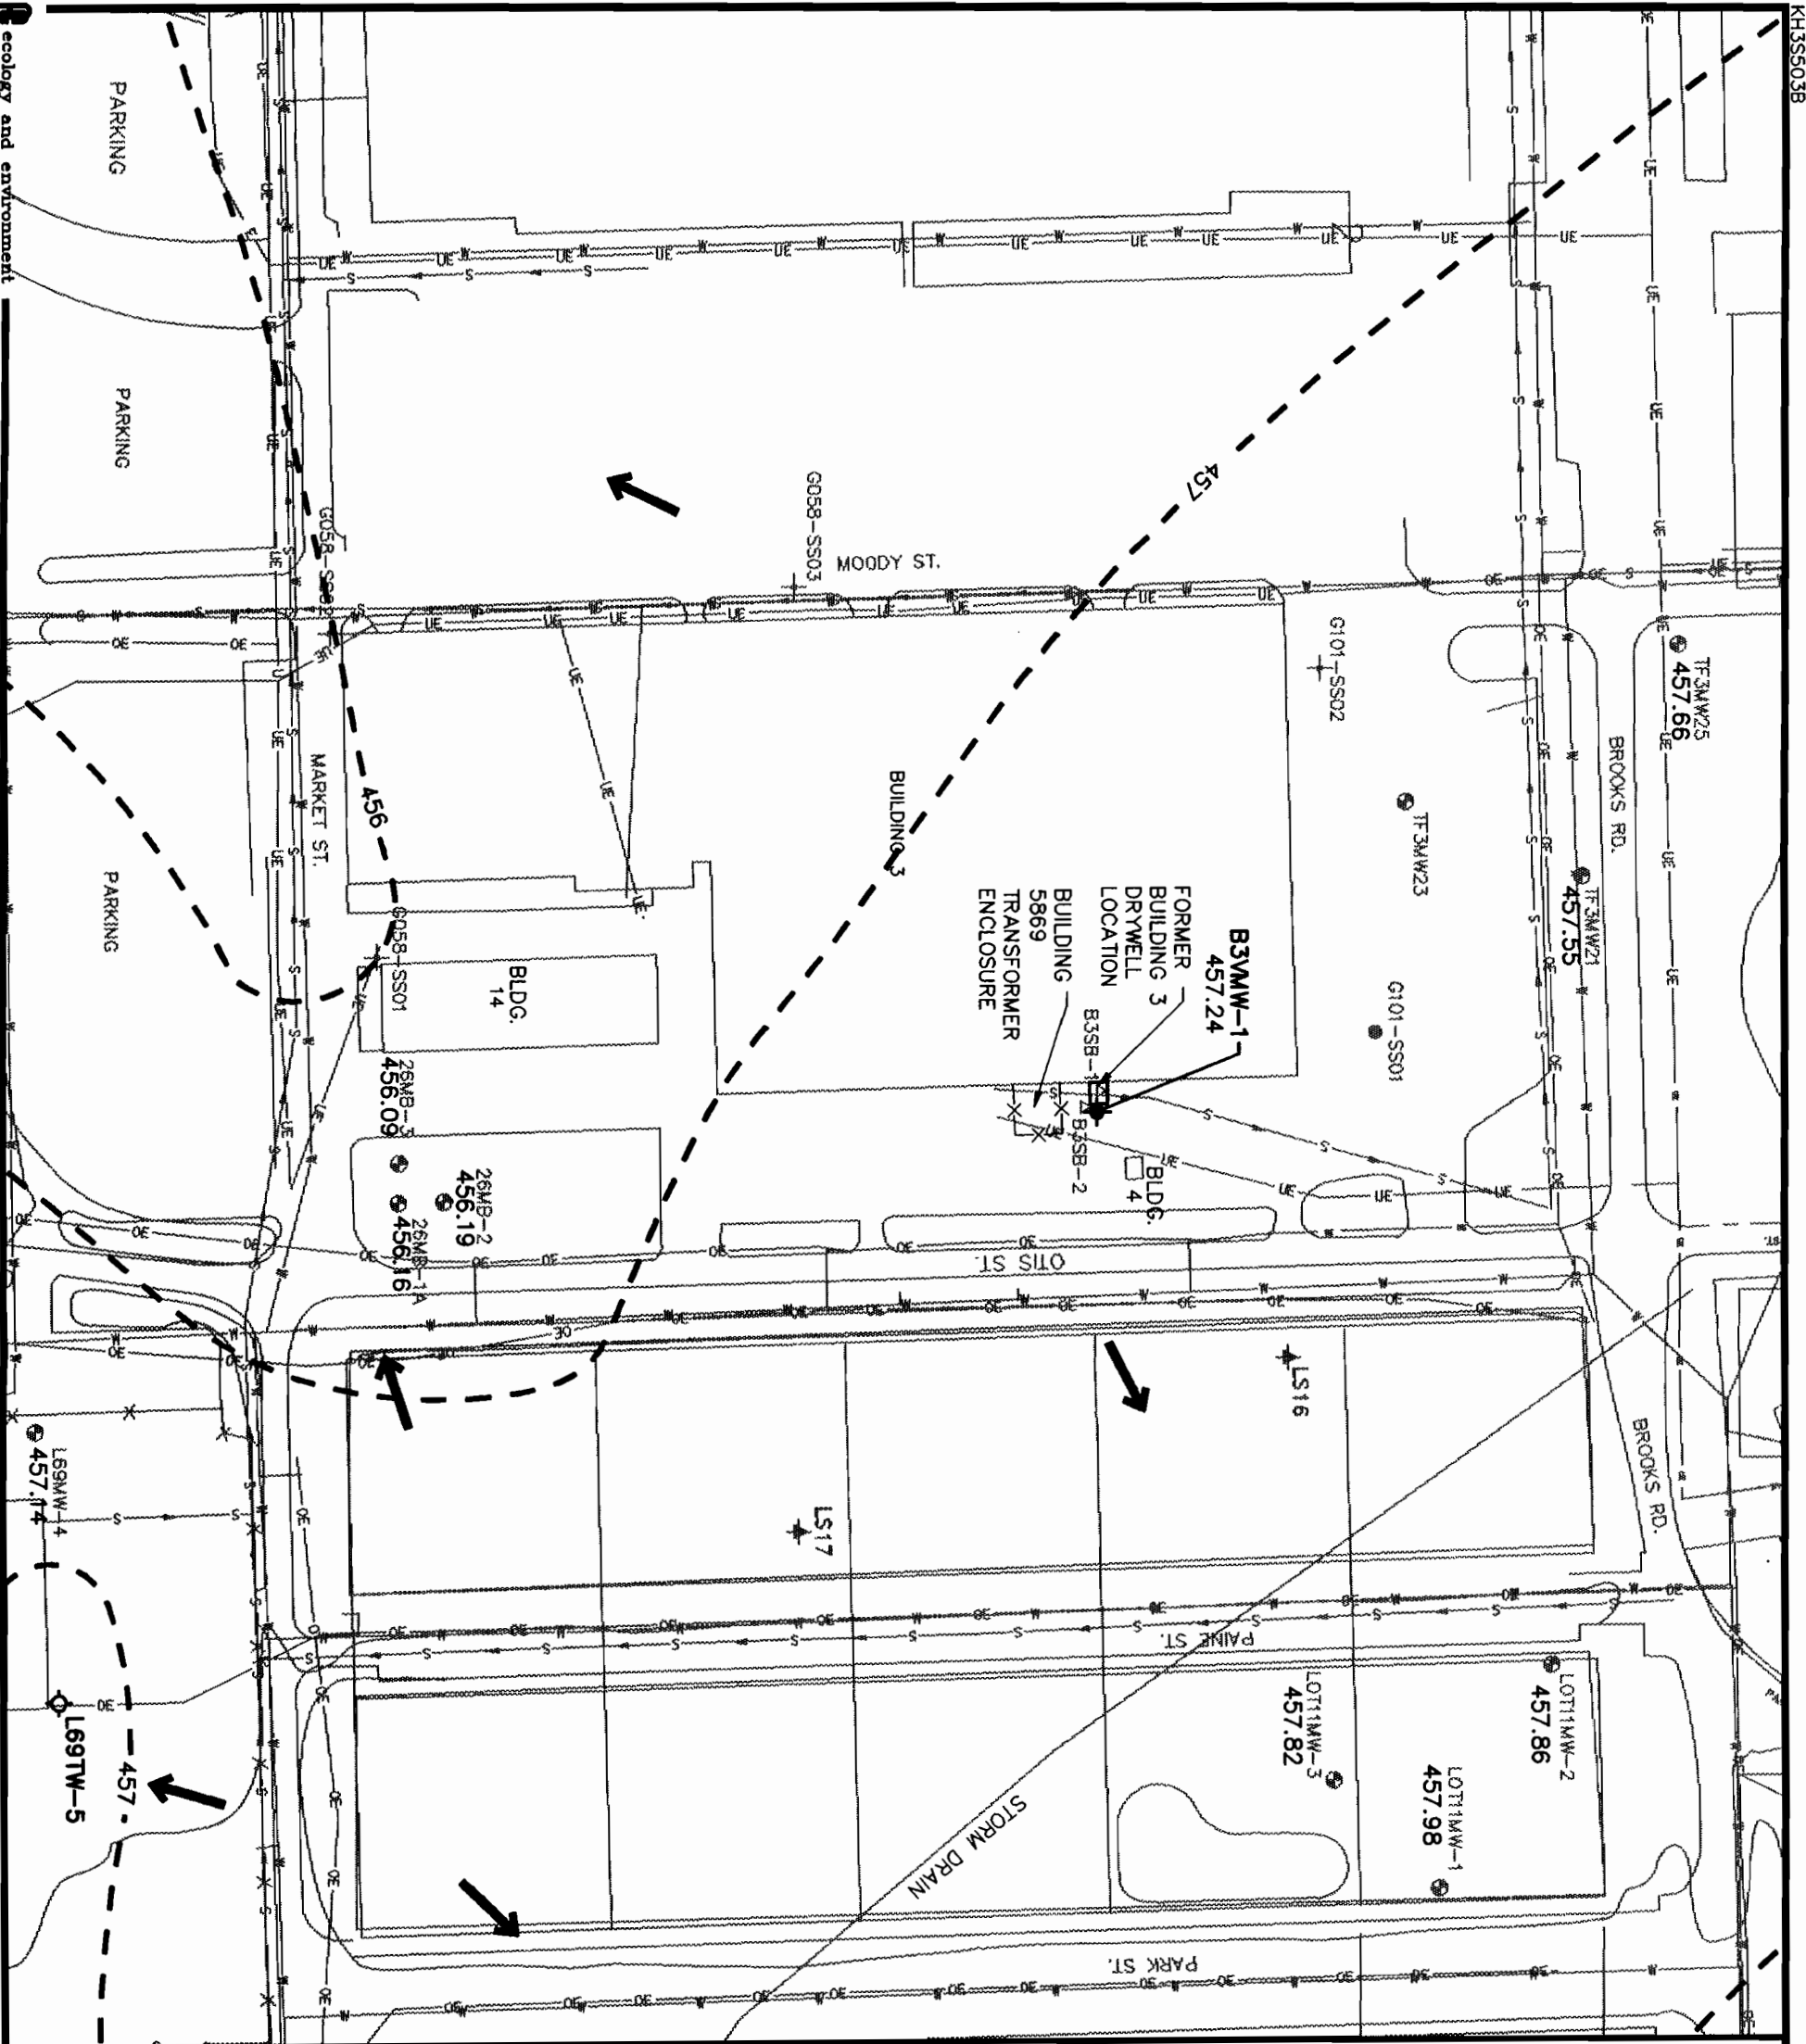 KH3S503B
ecology and environment
PARKING
PARKING
PARKING
457
G058-SS03
MOODY ST.
G101-SS02
TF3MW25
457.66
BROOKS RD.
TF3MW23
TF3MW21
457.55
G101-SS01
MARKET ST.
456
BUILDING 3
B3VMW-1
457.24
FORMER
BUILDING 3
DRYWELL
LOCATION
BUILDING
5869
TRANSFORMER
ENCLOSURE
B3SB-1
B3SB-2
BLDG.
4
G058-SS01
BLDG.
14
26MB-3
456.09
26MB-2
456.19
26MB-1A
456.16
OTIS ST.
LS16
LS17
BROOKS RD.
L69MW-4
457.14
PAINE ST.
LOT11MW-2
457.86
LOT11MW-3
457.82
LOT11MW-1
457.98
STORM DRAIN
L69TW-5
457
PARK ST.